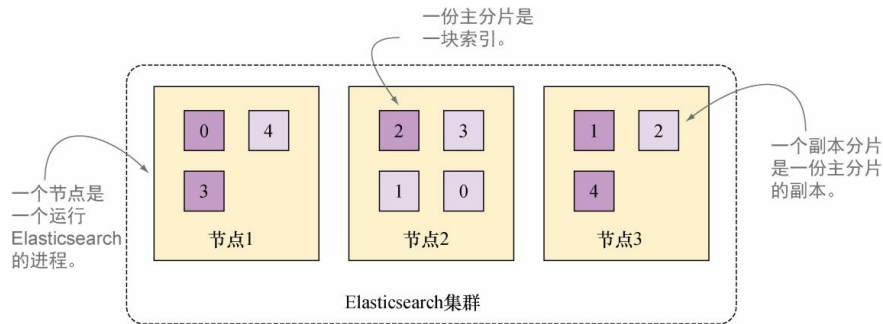 一份主分片是
一块索引。
0 4
2 3
1 2
3
1 0
4
节点1
节点2
节点3
一个节点是
一个运行
Elasticsearch
的进程。
一个副本分片
是一份主分片
的副本。
Elasticsearch集群